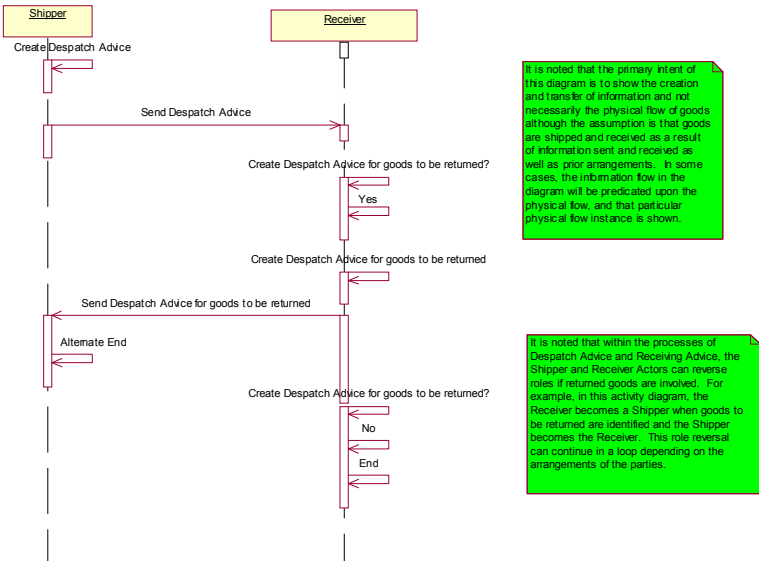 Shipper
Receiver
Create Despatch Advice
Send Despatch Advice
Create Despatch Advice for goods to be returned?
Yes
Create Despatch Advice for goods to be returned
Send Despatch Advice for goods to be returned
Alternate End
Create Despatch Advice for goods to be returned?
No
End
It is noted that the primary intent of
this diagram is to show the creation
and transfer of information and not
necessarily the physical flow of goods
although the assumption is that goods
are shipped and received as a result
of information sent and received as
well as prior arrangements. In some
cases, the information flow in the
diagram will be predicated upon the
physical flow, and that particular
physical flow instance is shown.
It is noted that within the processes of
Despatch Advice and Receiving Advice, the
Shipper and Receiver Actors can reverse
roles if returned goods are involved. For
example, in this activity diagram, the
Receiver becomes a Shipper when goods to
be returned are identified and the Shipper
becomes the Receiver. This role reversal
can continue in a loop depending on the
arrangements of the parties.